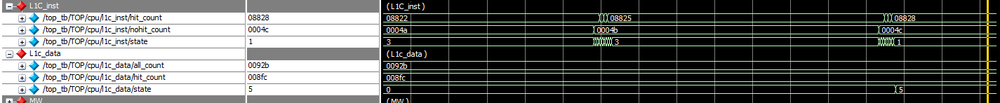 L1C_inst (L1C_inst)
/top_tb/TOP/cpu/l1c_inst/hit_count 08828 08822 08825 08828
/top_tb/TOP/cpu/l1c_inst/nohit_count 0004c 0004a 0004b 0004c
/top_tb/TOP/cpu/l1c_inst/state 1 3 3 1
L1c_data (L1c_data)
/top_tb/TOP/cpu/l1c_data/all_count 0092b 0092b
/top_tb/TOP/cpu/l1c_data/hit_count 008fc 008fc
/top_tb/TOP/cpu/l1c_data/state 5 0 5
MW (MW)